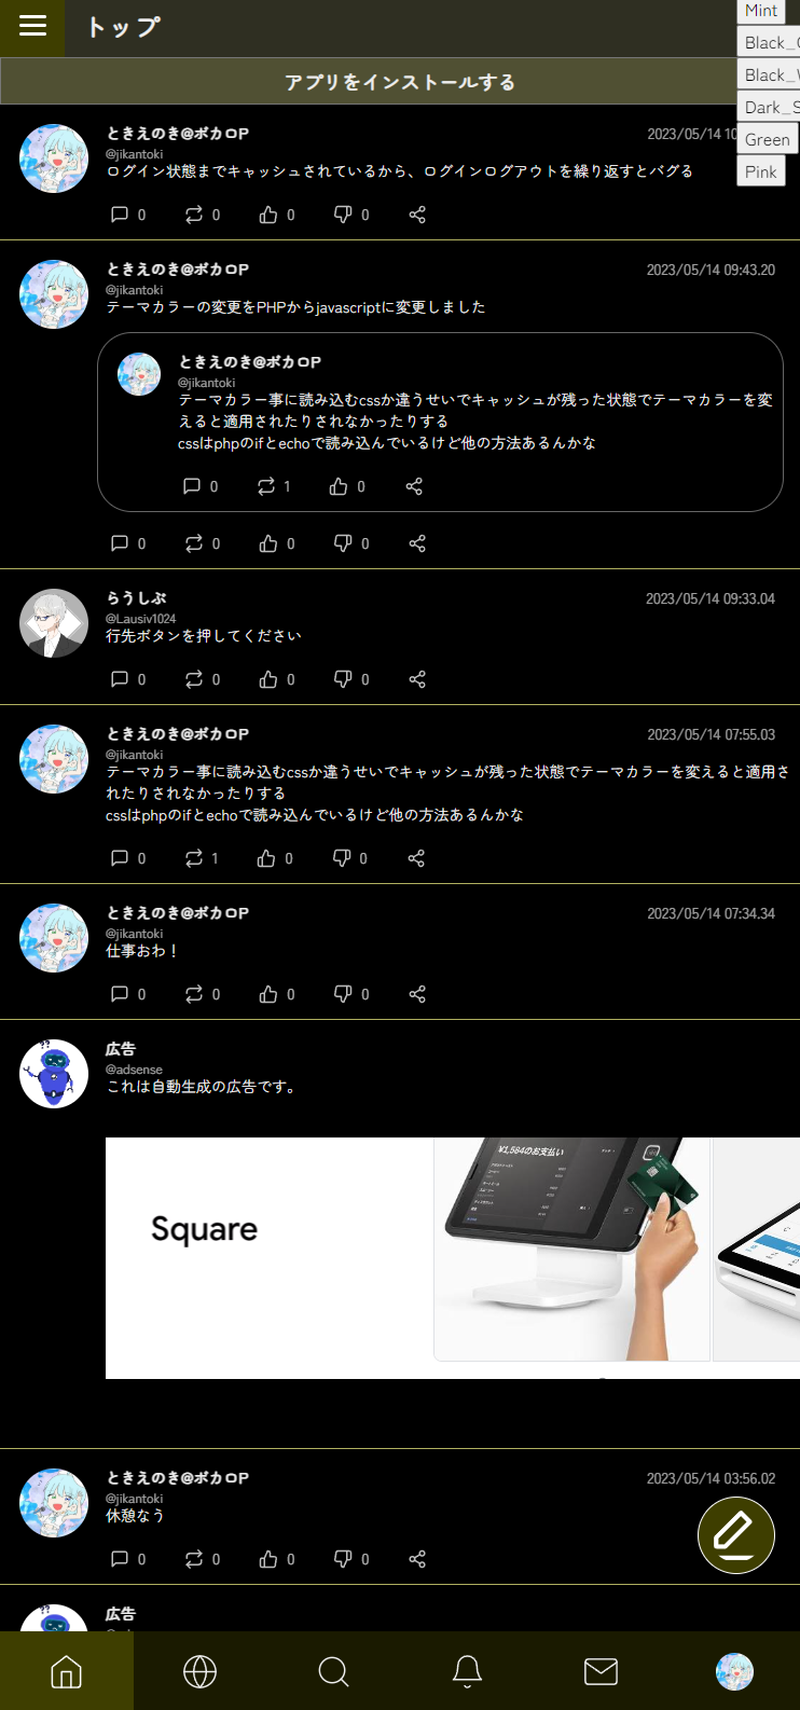 トップ
Mint
Black_
Black_
Dark_S
Green
Pink
アプリをインストールする
ときえのき@ボカロP
2023/05/14 10
@jikantoki
ログイン状態までキャッシュされているから、ログインログアウトを繰り返すとバグる
0 0 0 0
ときえのき@ボカロP
2023/05/14 09:43.20
@jikantoki
テーマカラーの変更をPHPからjavascriptに変更しました
ときえのき@ボカロP
@jikantoki
テーマカラー事に読み込むcssか違うせいでキャッシュが残った状態でテーマカラーを変
えると適用されたりされなかったりする
cssはphpのifとechoで読み込んでいるけど他の方法あるんかな
0 1 0
0 0 0 0
らうしぶ
2023/05/14 09:33.04
@Lausiv1024
行先ボタンを押してください
0 0 0 0
ときえのき@ボカロP
2023/05/14 07:55.03
@jikantoki
テーマカラー事に読み込むcssか違うせいでキャッシュが残った状態でテーマカラーを変えると適用さ
れたりされなかったりする
cssはphpのifとechoで読み込んでいるけど他の方法あるんかな
0 1 0 0
ときえのき@ボカロP
2023/05/14 07:34.34
@jikantoki
仕事おわ！
0 0 0 0
広告
@adsense
これは自動生成の広告です。
¥1,584のお支払い
Square
ときえのき@ボカロP
2023/05/14 03:56.02
@jikantoki
休憩なう
0 0 0 0
広告